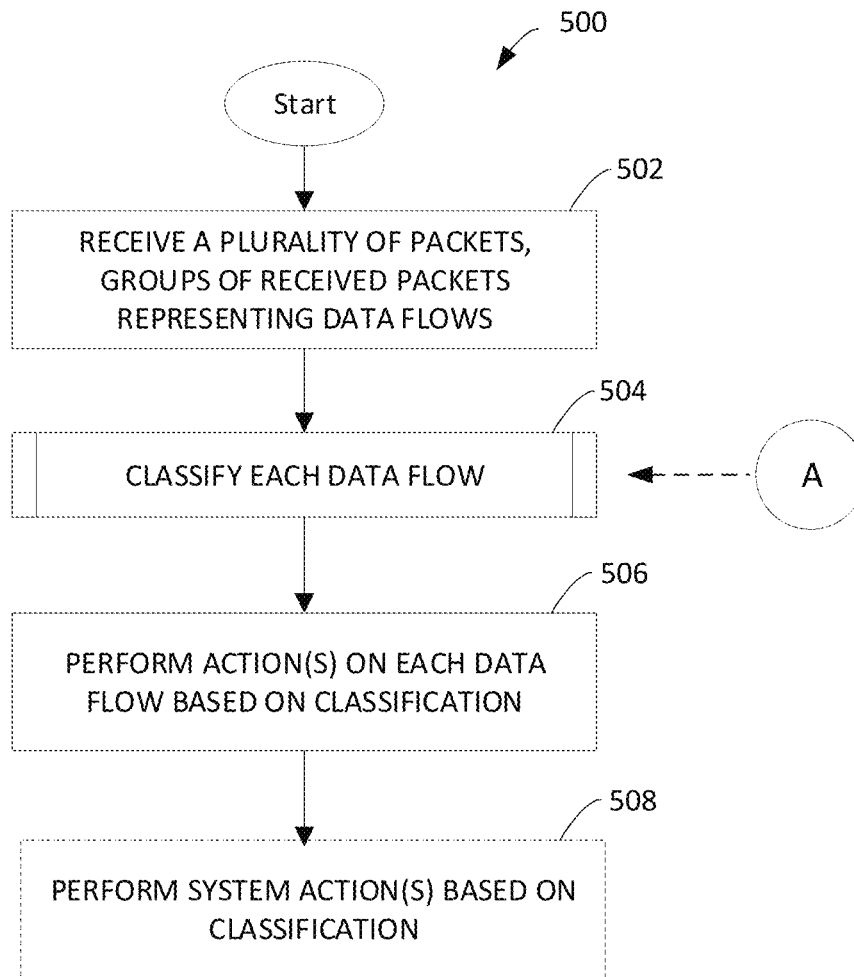 500
Start
502
RECEIVE A PLURALITY OF PACKETS,
GROUPS OF RECEIVED PACKETS
REPRESENTING DATA FLOWS
504
CLASSIFY EACH DATA FLOW
A
506
PERFORM ACTION(S) ON EACH DATA
FLOW BASED ON CLASSIFICATION
508
PERFORM SYSTEM ACTION(S) BASED ON
CLASSIFICATION